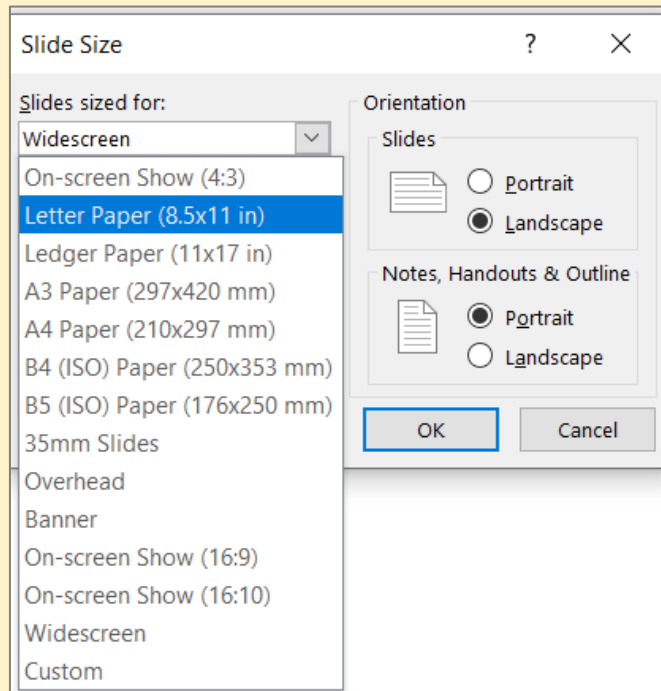 Slide Size
?
Slides sized for:
Widescreen
On-screen Show (4:3)
Letter Paper (8.5x11 in)
Ledger Paper (11x17 in)
A3 Paper (297x420 mm)
A4 Paper (210x297 mm)
B4 (ISO) Paper (250x353 mm)
B5 (ISO) Paper (176x250 mm)
35mm Slides
Overhead
Banner
On-screen Show (16:9)
On-screen Show (16:10)
Widescreen
Custom
Orientation
Slides
Portrait
Landscape
Notes, Handouts & Outline
Portrait
Landscape
OK
Cancel